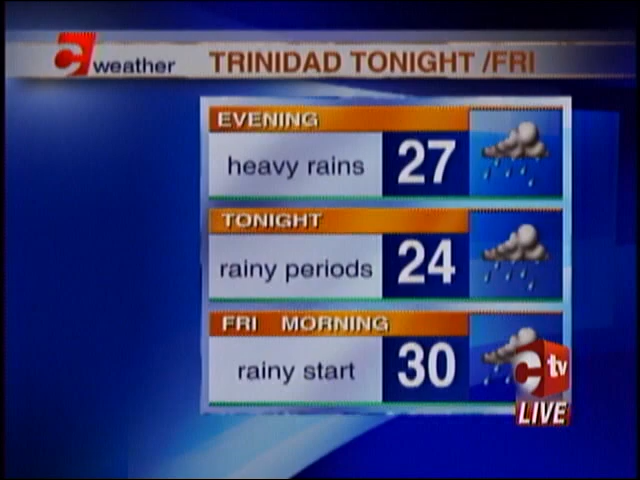 C weather TRINIDAD TONIGHT /FRI
EVENING
heavy rains 27
TONIGHT
rainy periods 24
FRI MORNING
rainy start 30
C tv
LIVE